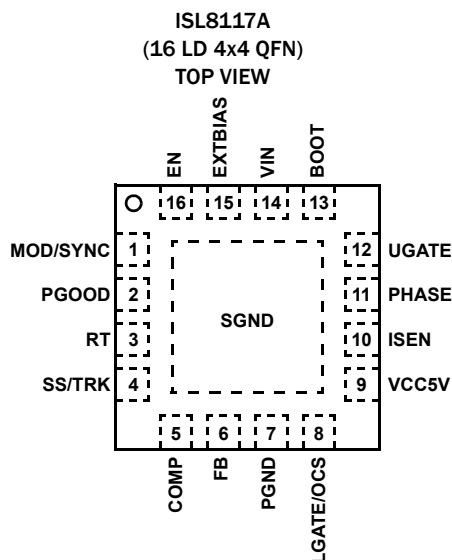 ISL8117A
(16 LD 4x4 QFN)
TOP VIEW
EN
EXTBIAS
VIN
BOOT
16
15
14
13
MOD/SYNC 1
12 UGATE
PGOOD 2
11 PHASE
RT 3
SGND
10 ISEN
SS/TRK 4
9 VCC5V
5
6
7
8
COMP
FB
PGND
LGATE/OCS